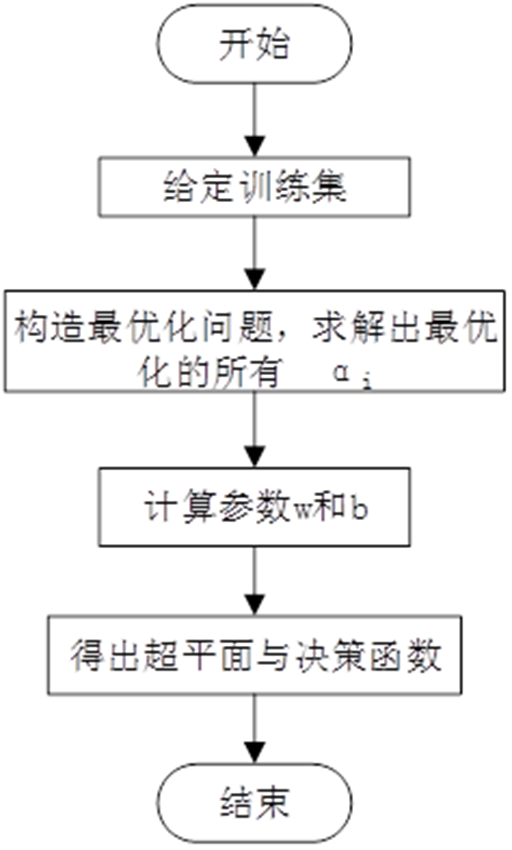 开始
给定训练集
构造最优化问题，求解出最优
化的所有 αi
计算参数w和b
得出超平面与决策函数
结束